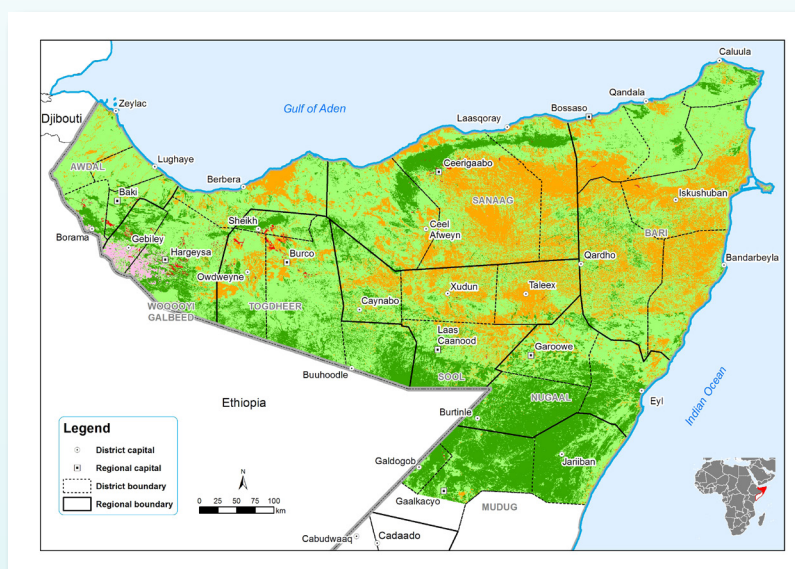 Caluula
Qandala
Bossaso
Laasqoray
Gulf of Aden
Zeylac
Djibouti
Lughaye
AWDAL
Berbera
Baki
Ceerigaabo
SANAAG
Iskushuban
Borama
Gebiley
Hargeysa
Sheikh
Burco
Owdweyne
Ceel
Afweyn
BARI
Qardho
Bandarbeyla
WOQOOYI
GALBEED
TOGDHEER
Caynabo
Xudun
Taleex
Laas
Caanood
Garoowe
SOOL
NUGAAL
Buuhoodle
Eyl
Indian Ocean
Ethiopia
Burtinle
Jariiban
Galdogob
Gaalkacyo
MUDUG
Cabudwaaq
Cadaado
Legend
District capital
Regional capital
District boundary
Regional boundary
N
0 25 50 75 100
km